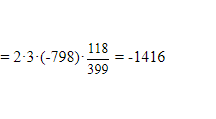 = 2·3·(-798)· 118/399 = -1416